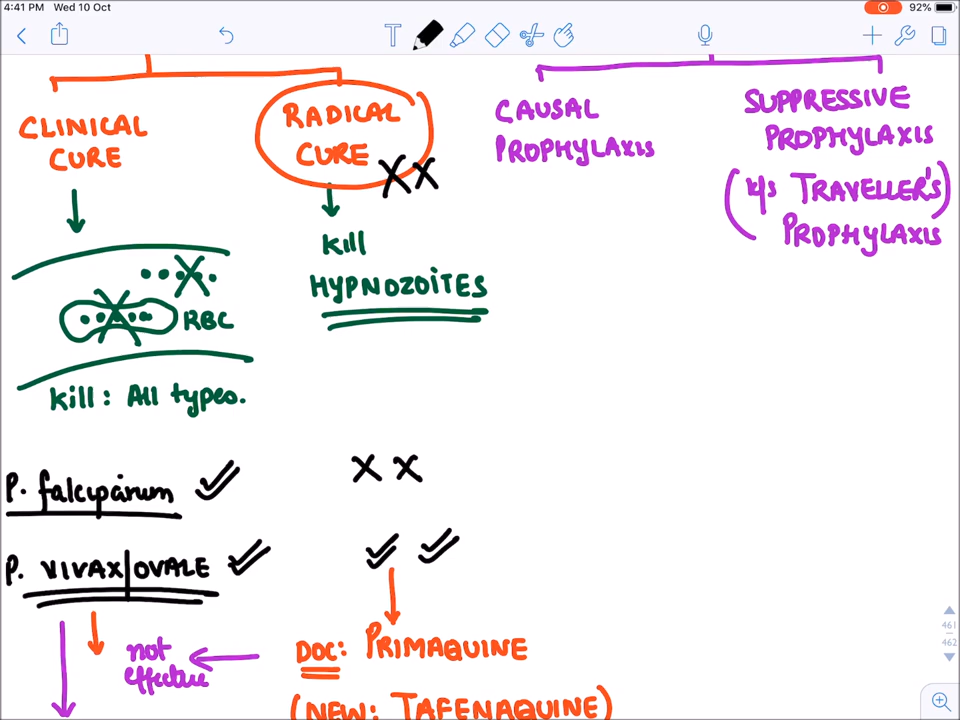 4:41 PM Wed 10 Oct
92%
T
CLINICAL
CURE
RADICAL
CURE
XX
CAUSAL
PROPHYLAXIS
SUPPRESSIVE
PROPHYLAXIS
(k/s TRAVELLER'S)
PROPHYLAXIS
Kill
HYPNOZOITES
RBC
Kill: All types.
P. falciparum
X X
P. VIVAX|OVALE
not
effective
DOC: PRIMAQUINE
(NEW: TAFENAQUINE)
461
462